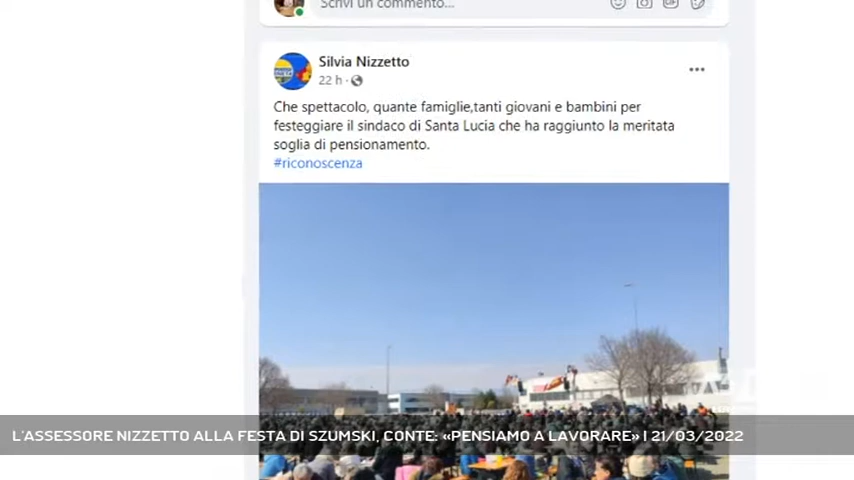 Scrivi un commento...
GIF
Silvia Nizzetto
22 h ·
Che spettacolo, quante famiglie,tanti giovani e bambini per
festeggiare il sindaco di Santa Lucia che ha raggiunto la meritata
soglia di pensionamento.
#riconoscenza
L'ASSESSORE NIZZETTO ALLA FESTA DI SZUMSKI, CONTE: «PENSIAMO A LAVORARE» | 21/03/2022